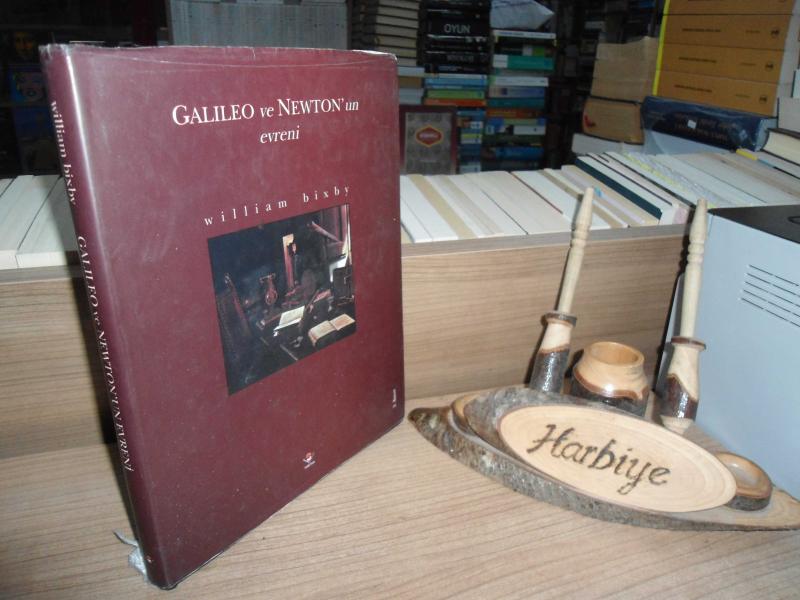 GALILEO ve NEWTON'un
evreni
william bixby
william bixby GALILEO ve NEWTON'UN EVRENİ
Harbiye
OYUN